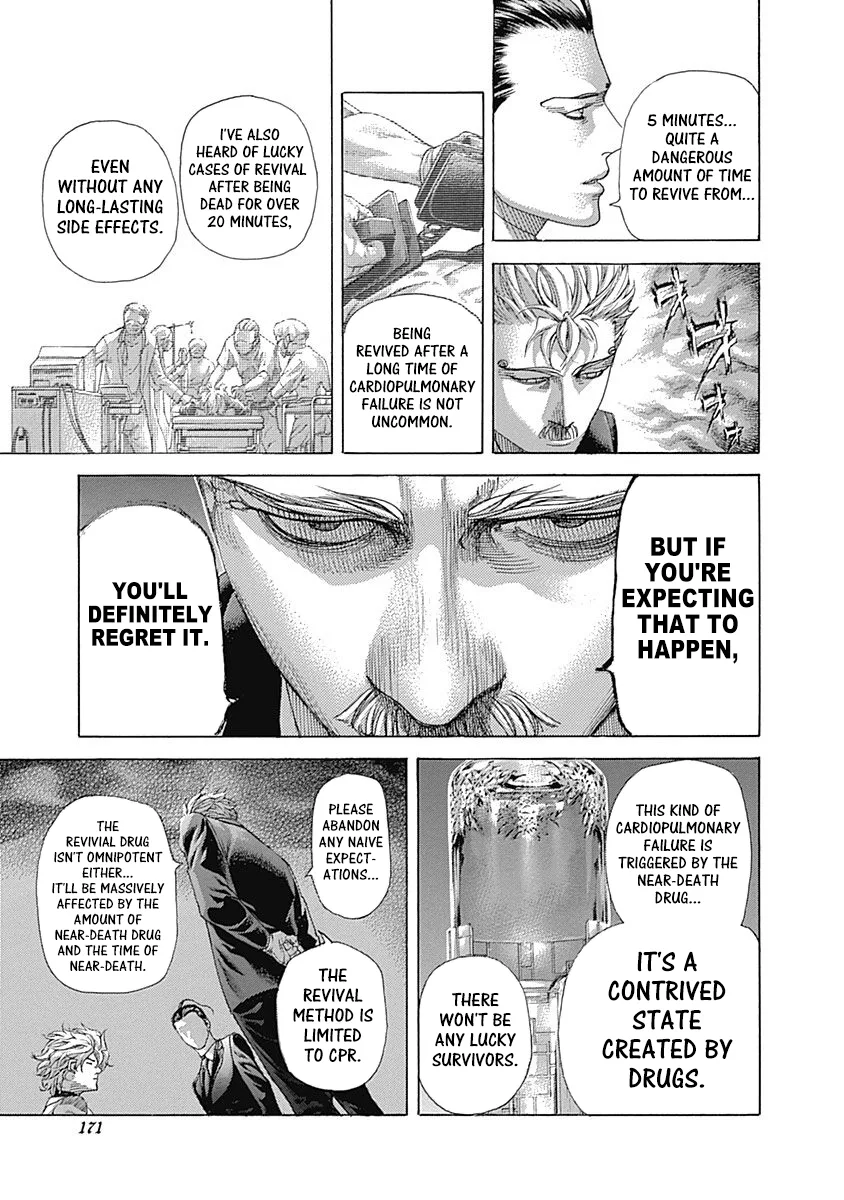 5 MINUTES...
QUITE A
DANGEROUS
AMOUNT OF TIME
TO REVIVE FROM...
ズキ
ズキ
BEING
REVIVED AFTER A
LONG TIME OF
CARDIOPULMONARY
FAILURE IS NOT
UNCOMMON.
I'VE ALSO
HEARD OF LUCKY
CASES OF REVIVAL
AFTER BEING
DEAD FOR OVER
20 MINUTES,
EVEN
WITHOUT ANY
LONG-LASTING
SIDE EFFECTS.
BUT IF
YOU'RE
EXPECTING
THAT TO
HAPPEN,
YOU'LL
DEFINITELY
REGRET IT.
THIS KIND OF
CARDIOPULMONARY
FAILURE IS
TRIGGERED BY THE
NEAR-DEATH
DRUG...
IT'S A
CONTRIVED
STATE
CREATED BY
DRUGS.
THERE
WON'T BE
ANY LUCKY
SURVIVORS.
PLEASE
ABANDON
ANY NAIVE
EXPECT-
ATIONS...
THE
REVIVAL
METHOD IS
LIMITED
TO CPR.
THE
REVIVIAL DRUG
ISN'T OMNIPOTENT
EITHER...
IT'LL BE MASSIVELY
AFFECTED BY THE
AMOUNT OF
NEAR-DEATH DRUG
AND THE TIME OF
NEAR-DEATH.
171